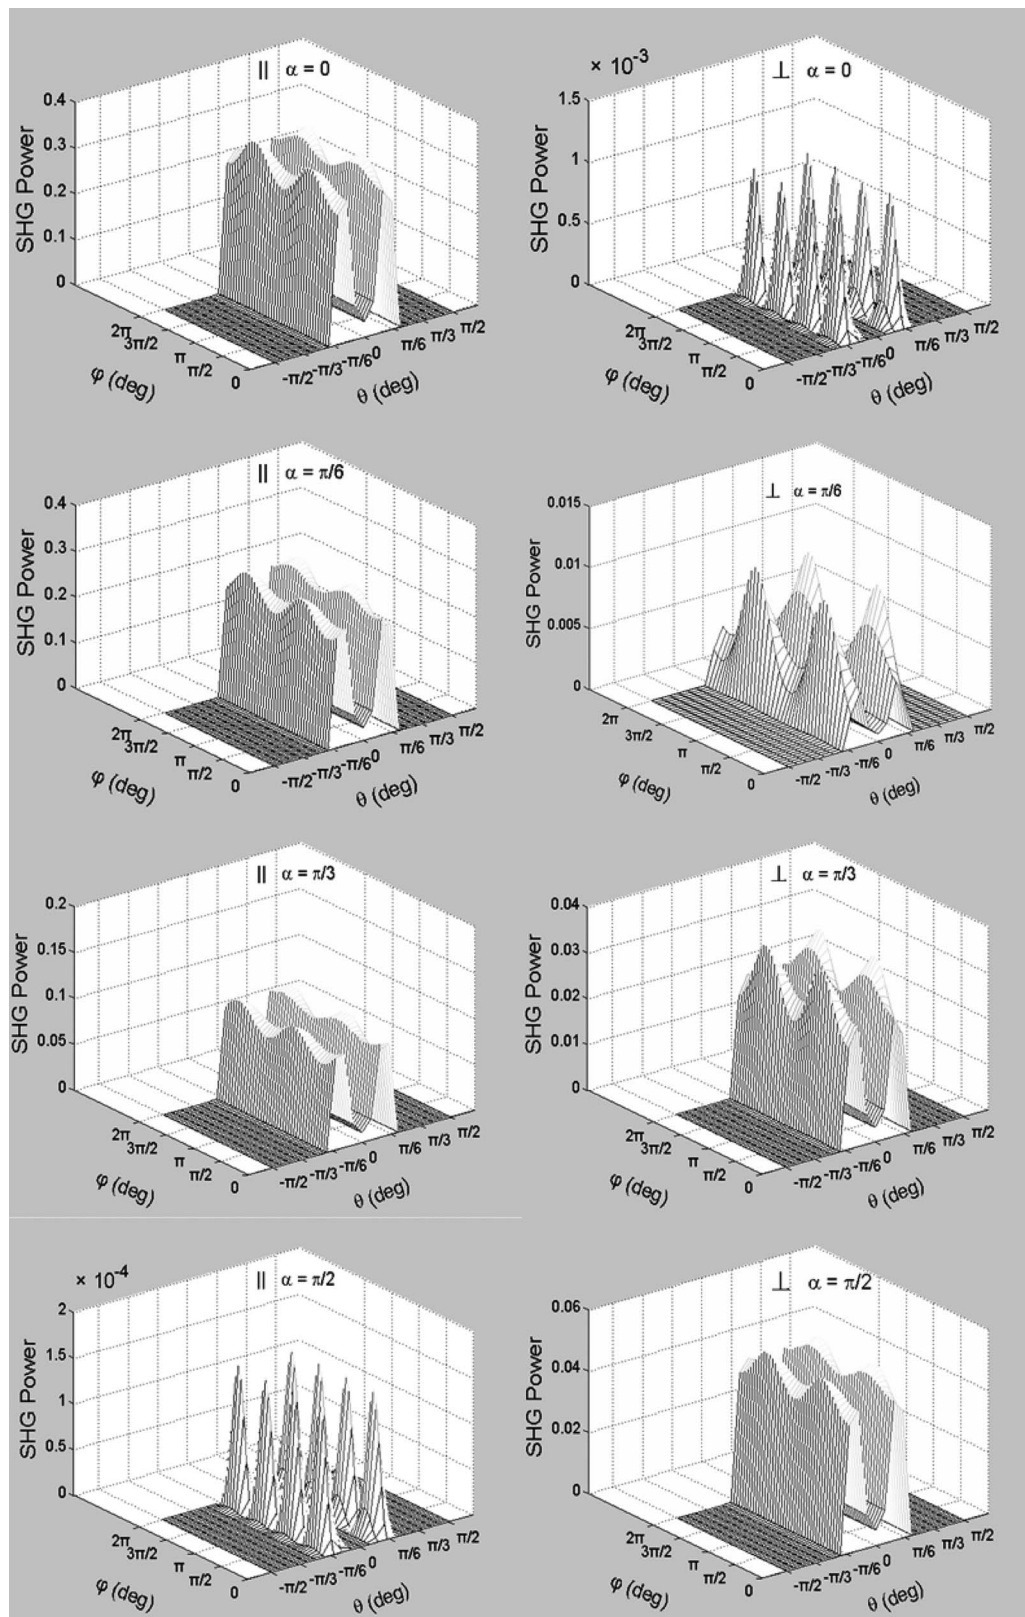 || α = 0
0.4
0.3
0.2
0.1
0
SHG Power
2π
3π/2
π
π/2
0
φ (deg)
-π/2
-π/3
-π/6
0
π/6
π/3
π/2
θ (deg)
× 10⁻³
⊥ α = 0
1.5
1
0.5
0
SHG Power
2π
3π/2
π
π/2
0
φ (deg)
-π/2
-π/3
-π/6
0
π/6
π/3
π/2
θ (deg)
|| α = π/6
0.4
0.3
0.2
0.1
0
SHG Power
2π
3π/2
π
π/2
0
φ (deg)
-π/2
-π/3
-π/6
0
π/6
π/3
π/2
θ (deg)
⊥ α = π/6
0.015
0.01
0.005
0
SHG Power
2π
3π/2
π
π/2
0
φ (deg)
-π/2
-π/3
-π/6
0
π/6
π/3
π/2
θ (deg)
|| α = π/3
0.2
0.15
0.1
0.05
0
SHG Power
2π
3π/2
π
π/2
0
φ (deg)
-π/2
-π/3
-π/6
0
π/6
π/3
π/2
θ (deg)
⊥ α = π/3
0.04
0.03
0.02
0.01
0
SHG Power
2π
3π/2
π
π/2
0
φ (deg)
-π/2
-π/3
-π/6
0
π/6
π/3
π/2
θ (deg)
× 10⁻⁴
|| α = π/2
2
1.5
1
0.5
0
SHG Power
2π
3π/2
π
π/2
0
φ (deg)
-π/2
-π/3
-π/6
0
π/6
π/3
π/2
θ (deg)
⊥ α = π/2
0.06
0.04
0.02
0
SHG Power
2π
3π/2
π
π/2
0
φ (deg)
-π/2
-π/3
-π/6
0
π/6
π/3
π/2
θ (deg)